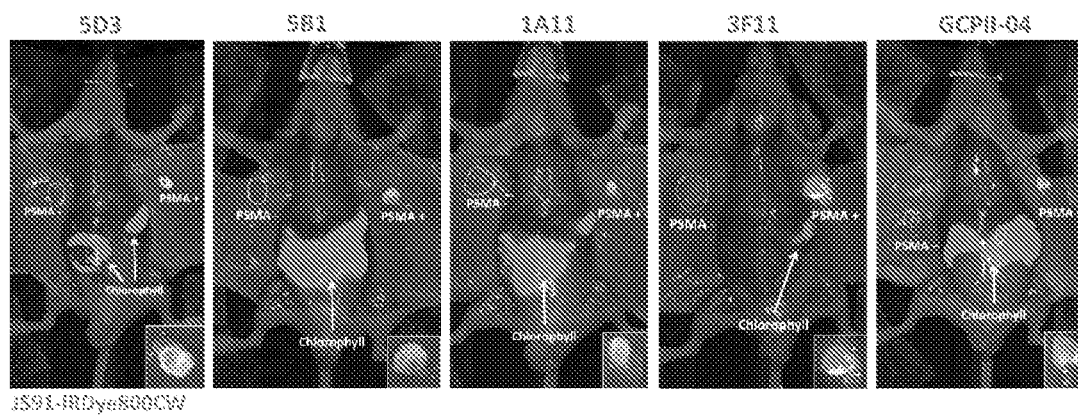 5D3
5B1
1A11
3F11
GCPII-04
PSMA -
PSMA +
Chlorophyll
PSMA -
PSMA +
Chlorophyll
PSMA -
PSMA +
Chlorophyll
PSMA -
PSMA +
Chlorophyll
PSMA -
PSMA +
Chlorophyll
J591-IRDye800CW